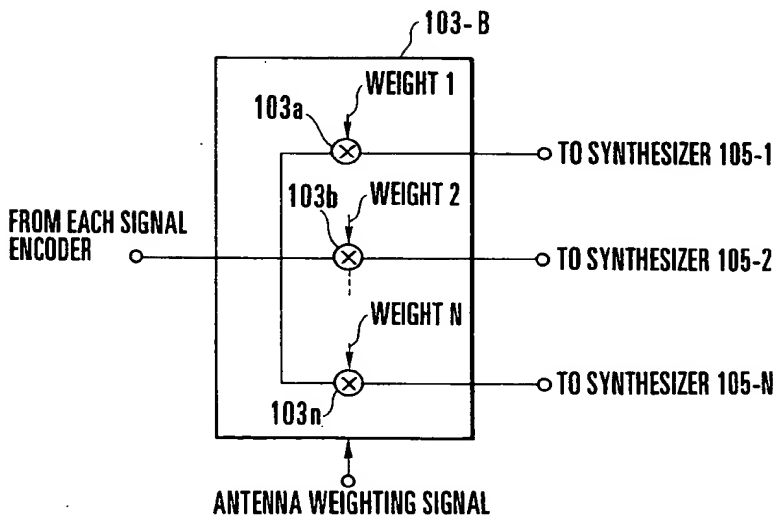 103-B
WEIGHT 1
103a
TO SYNTHESIZER 105-1
103b
WEIGHT 2
FROM EACH SIGNAL
ENCODER
TO SYNTHESIZER 105-2
WEIGHT N
TO SYNTHESIZER 105-N
103n
ANTENNA WEIGHTING SIGNAL